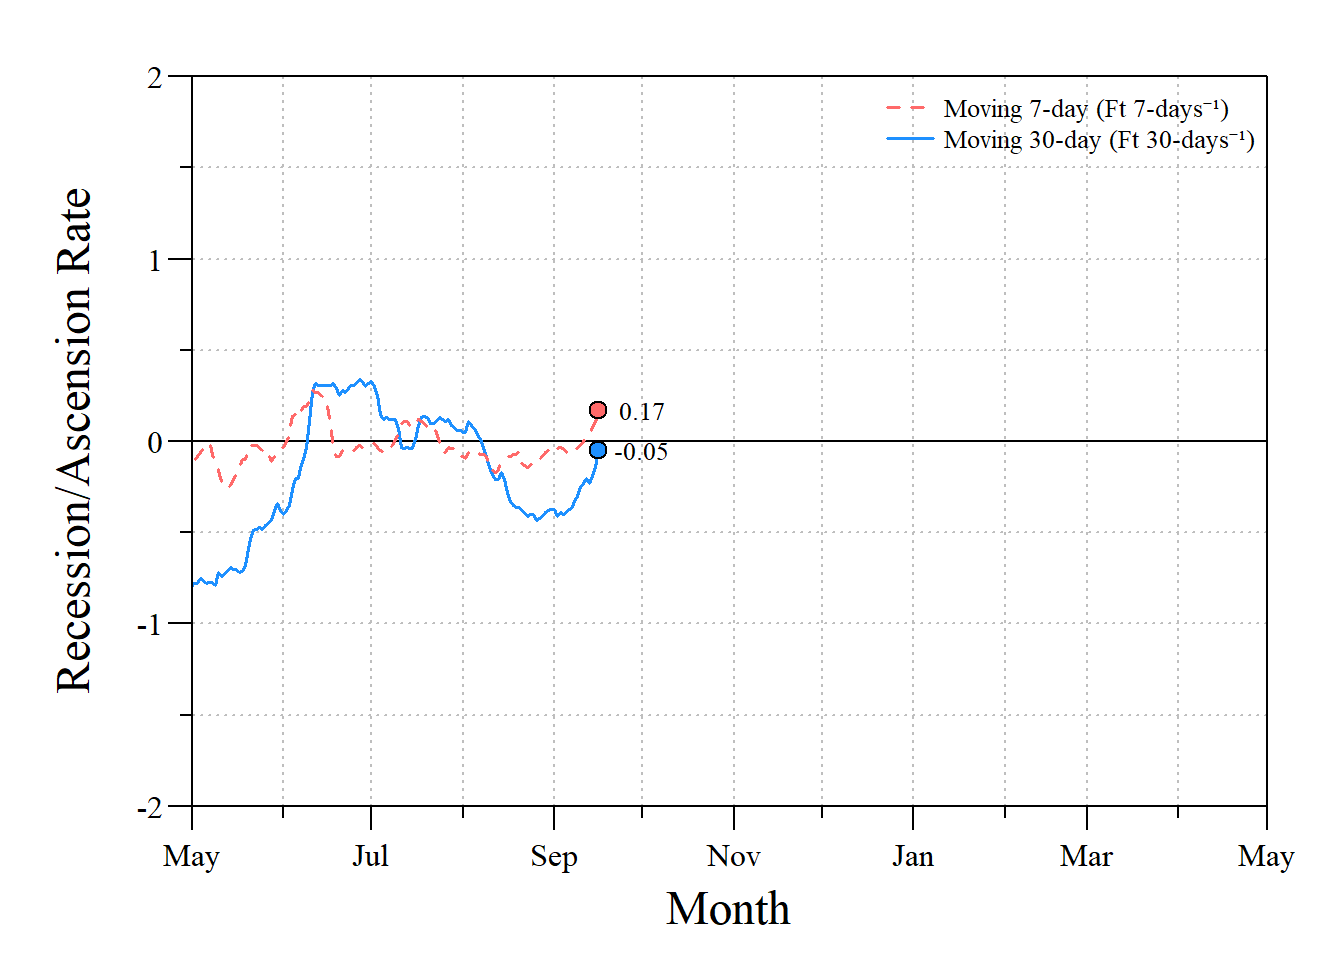 2
1
0
-1
-2
Recession/Ascension Rate
Moving 7-day (Ft 7-days⁻¹)
Moving 30-day (Ft 30-days⁻¹)
0.17
-0.05
May Jul Sep Nov Jan Mar May
Month